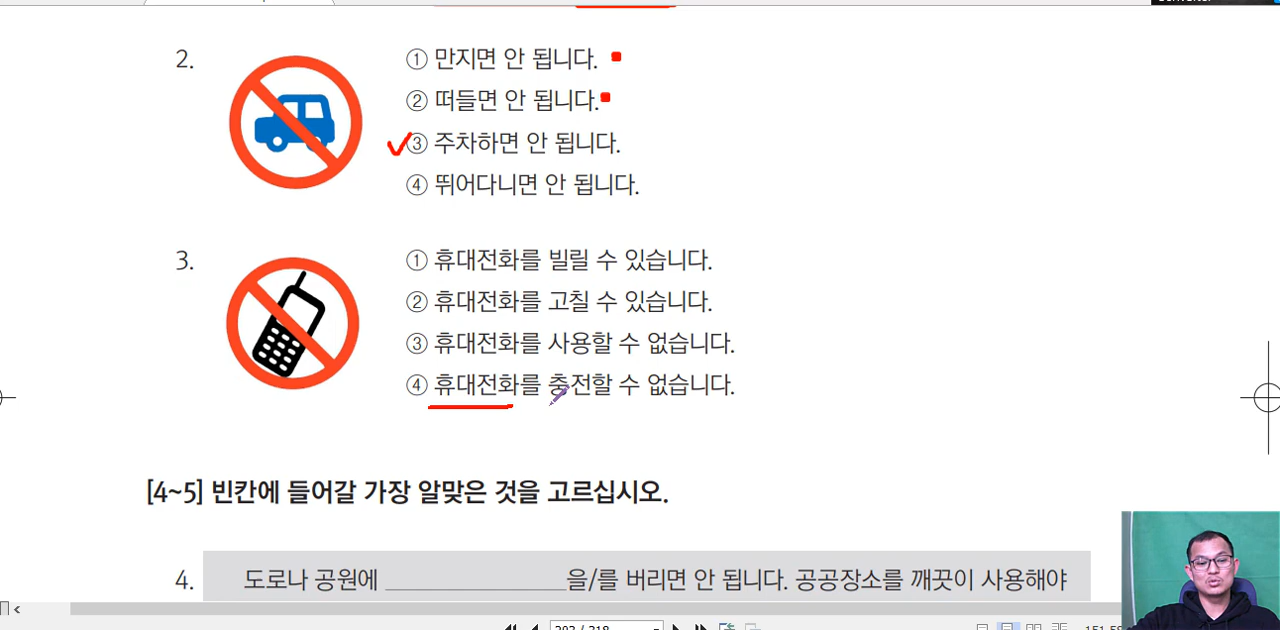 2.
① 만지면 안 됩니다.
② 떠들면 안 됩니다.
③ 주차하면 안 됩니다.
④ 뛰어다니면 안 됩니다.
3.
① 휴대전화를 빌릴 수 있습니다.
② 휴대전화를 고칠 수 있습니다.
③ 휴대전화를 사용할 수 없습니다.
④ 휴대전화를 충전할 수 없습니다.
[4~5] 빈칸에 들어갈 가장 알맞은 것을 고르십시오.
4. 도로나 공원에 ______________ 을/를 버리면 안 됩니다. 공공장소를 깨끗이 사용해야